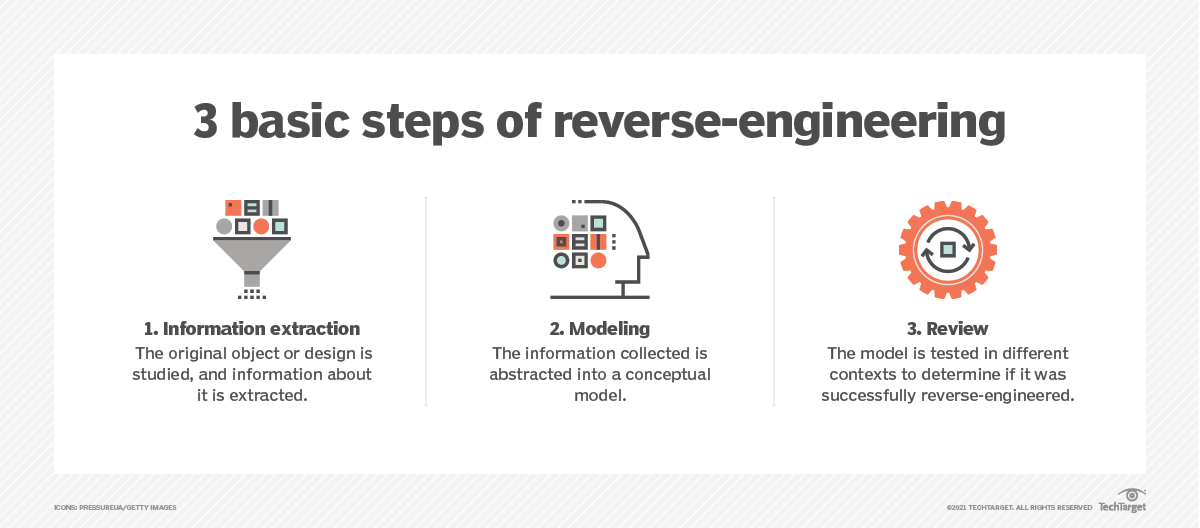 3 basic steps of reverse-engineering
1. Information extraction
The original object or design is
studied, and information about
it is extracted.
2. Modeling
The information collected is
abstracted into a conceptual
model.
3. Review
The model is tested in different
contexts to determine if it was
successfully reverse-engineered.
ICONS: PRESSUREUA/GETTY IMAGES
©2021 TECHTARGET. ALL RIGHTS RESERVED
TechTarget